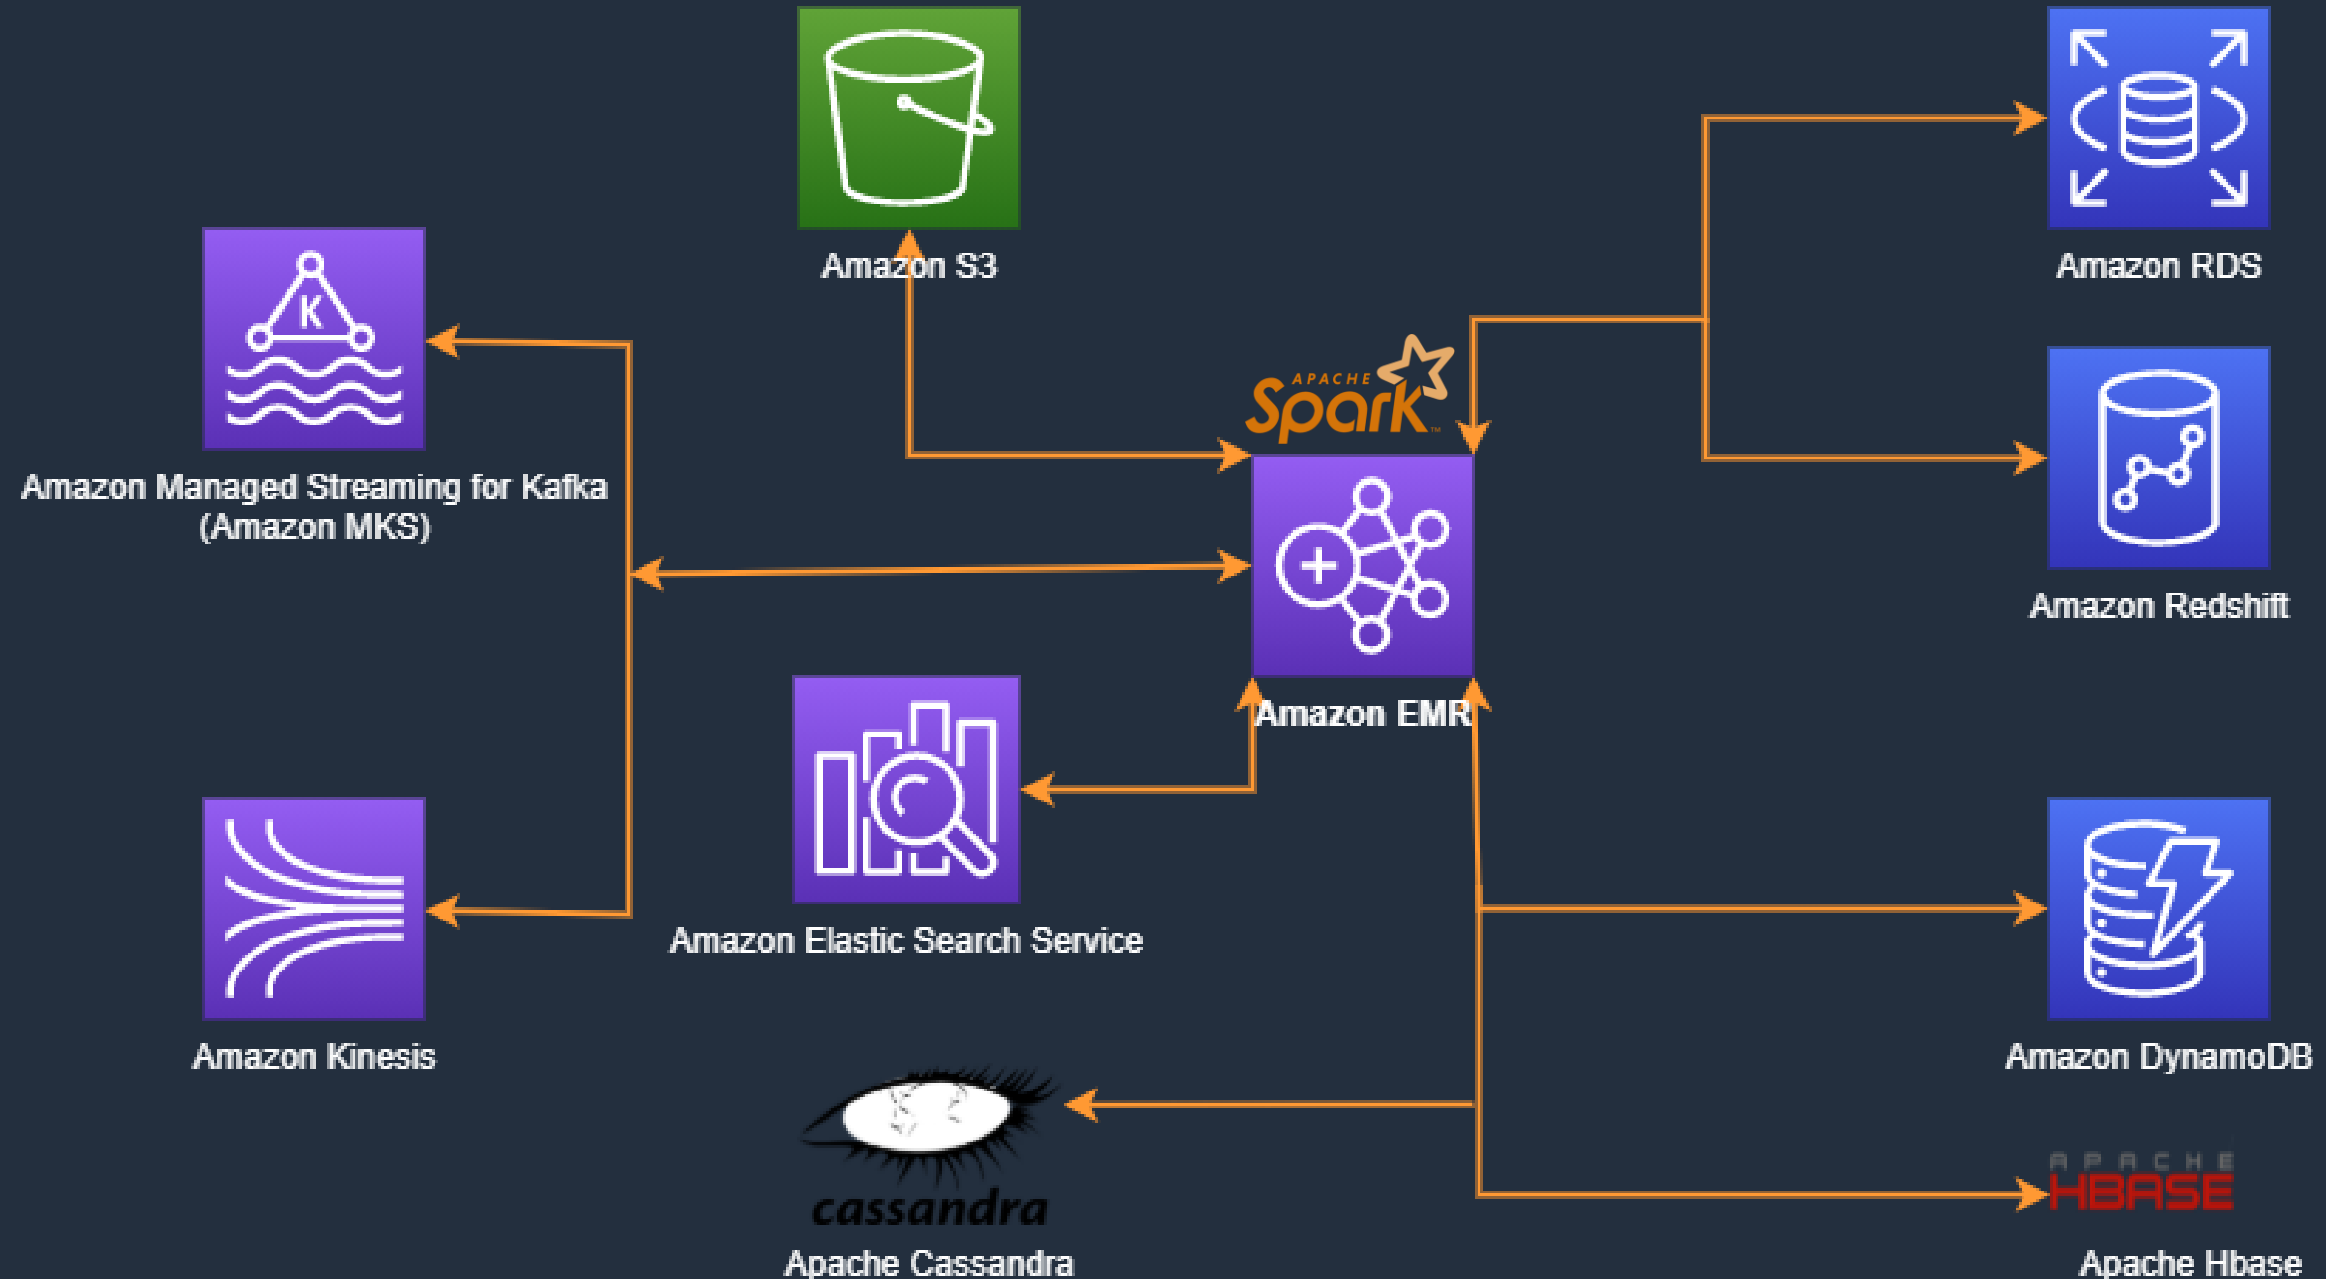 Amazon S3
K
Amazon Managed Streaming for Kafka
(Amazon MKS)
APACHE
Spark™
Amazon RDS
Amazon Redshift
Amazon EMR
Amazon Elastic Search Service
Amazon Kinesis
Amazon DynamoDB
cassandra
Apache Cassandra
APACHE
HBASE
Apache Hbase